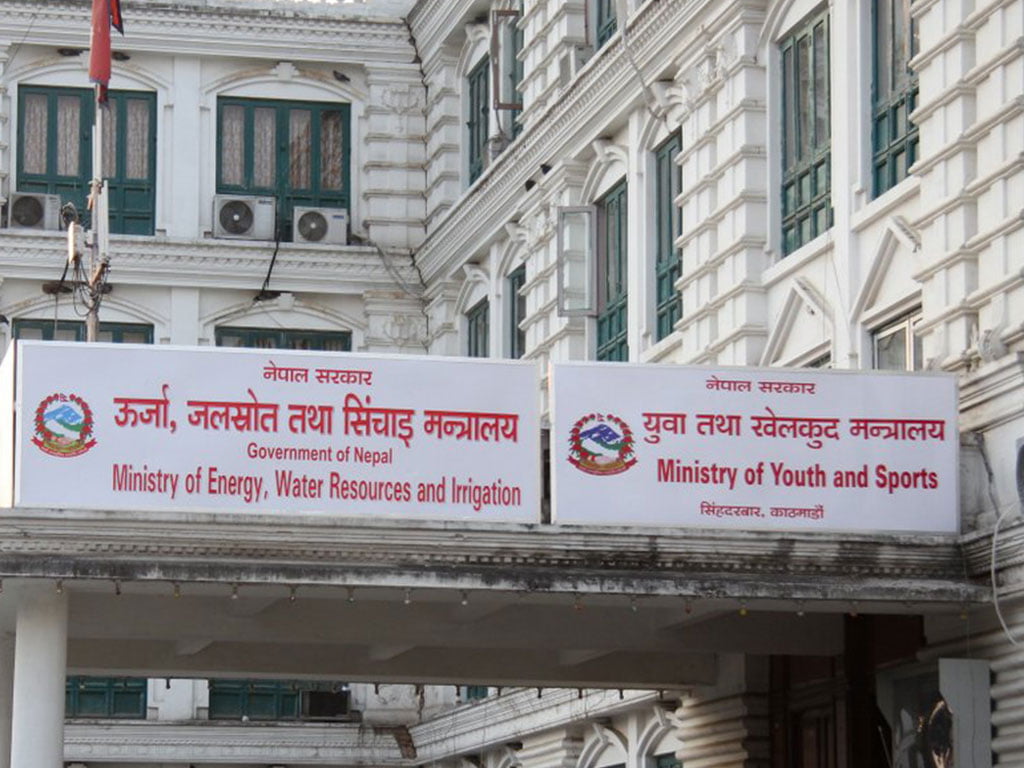 नेपाल सरकार
ऊर्जा, जलस्रोत तथा सिंचाइ मन्त्रालय
Government of Nepal
Ministry of Energy, Water Resources and Irrigation
नेपाल सरकार
युवा तथा खेलकुद मन्त्रालय
Ministry of Youth and Sports
सिंहदरबार, काठमाडौं